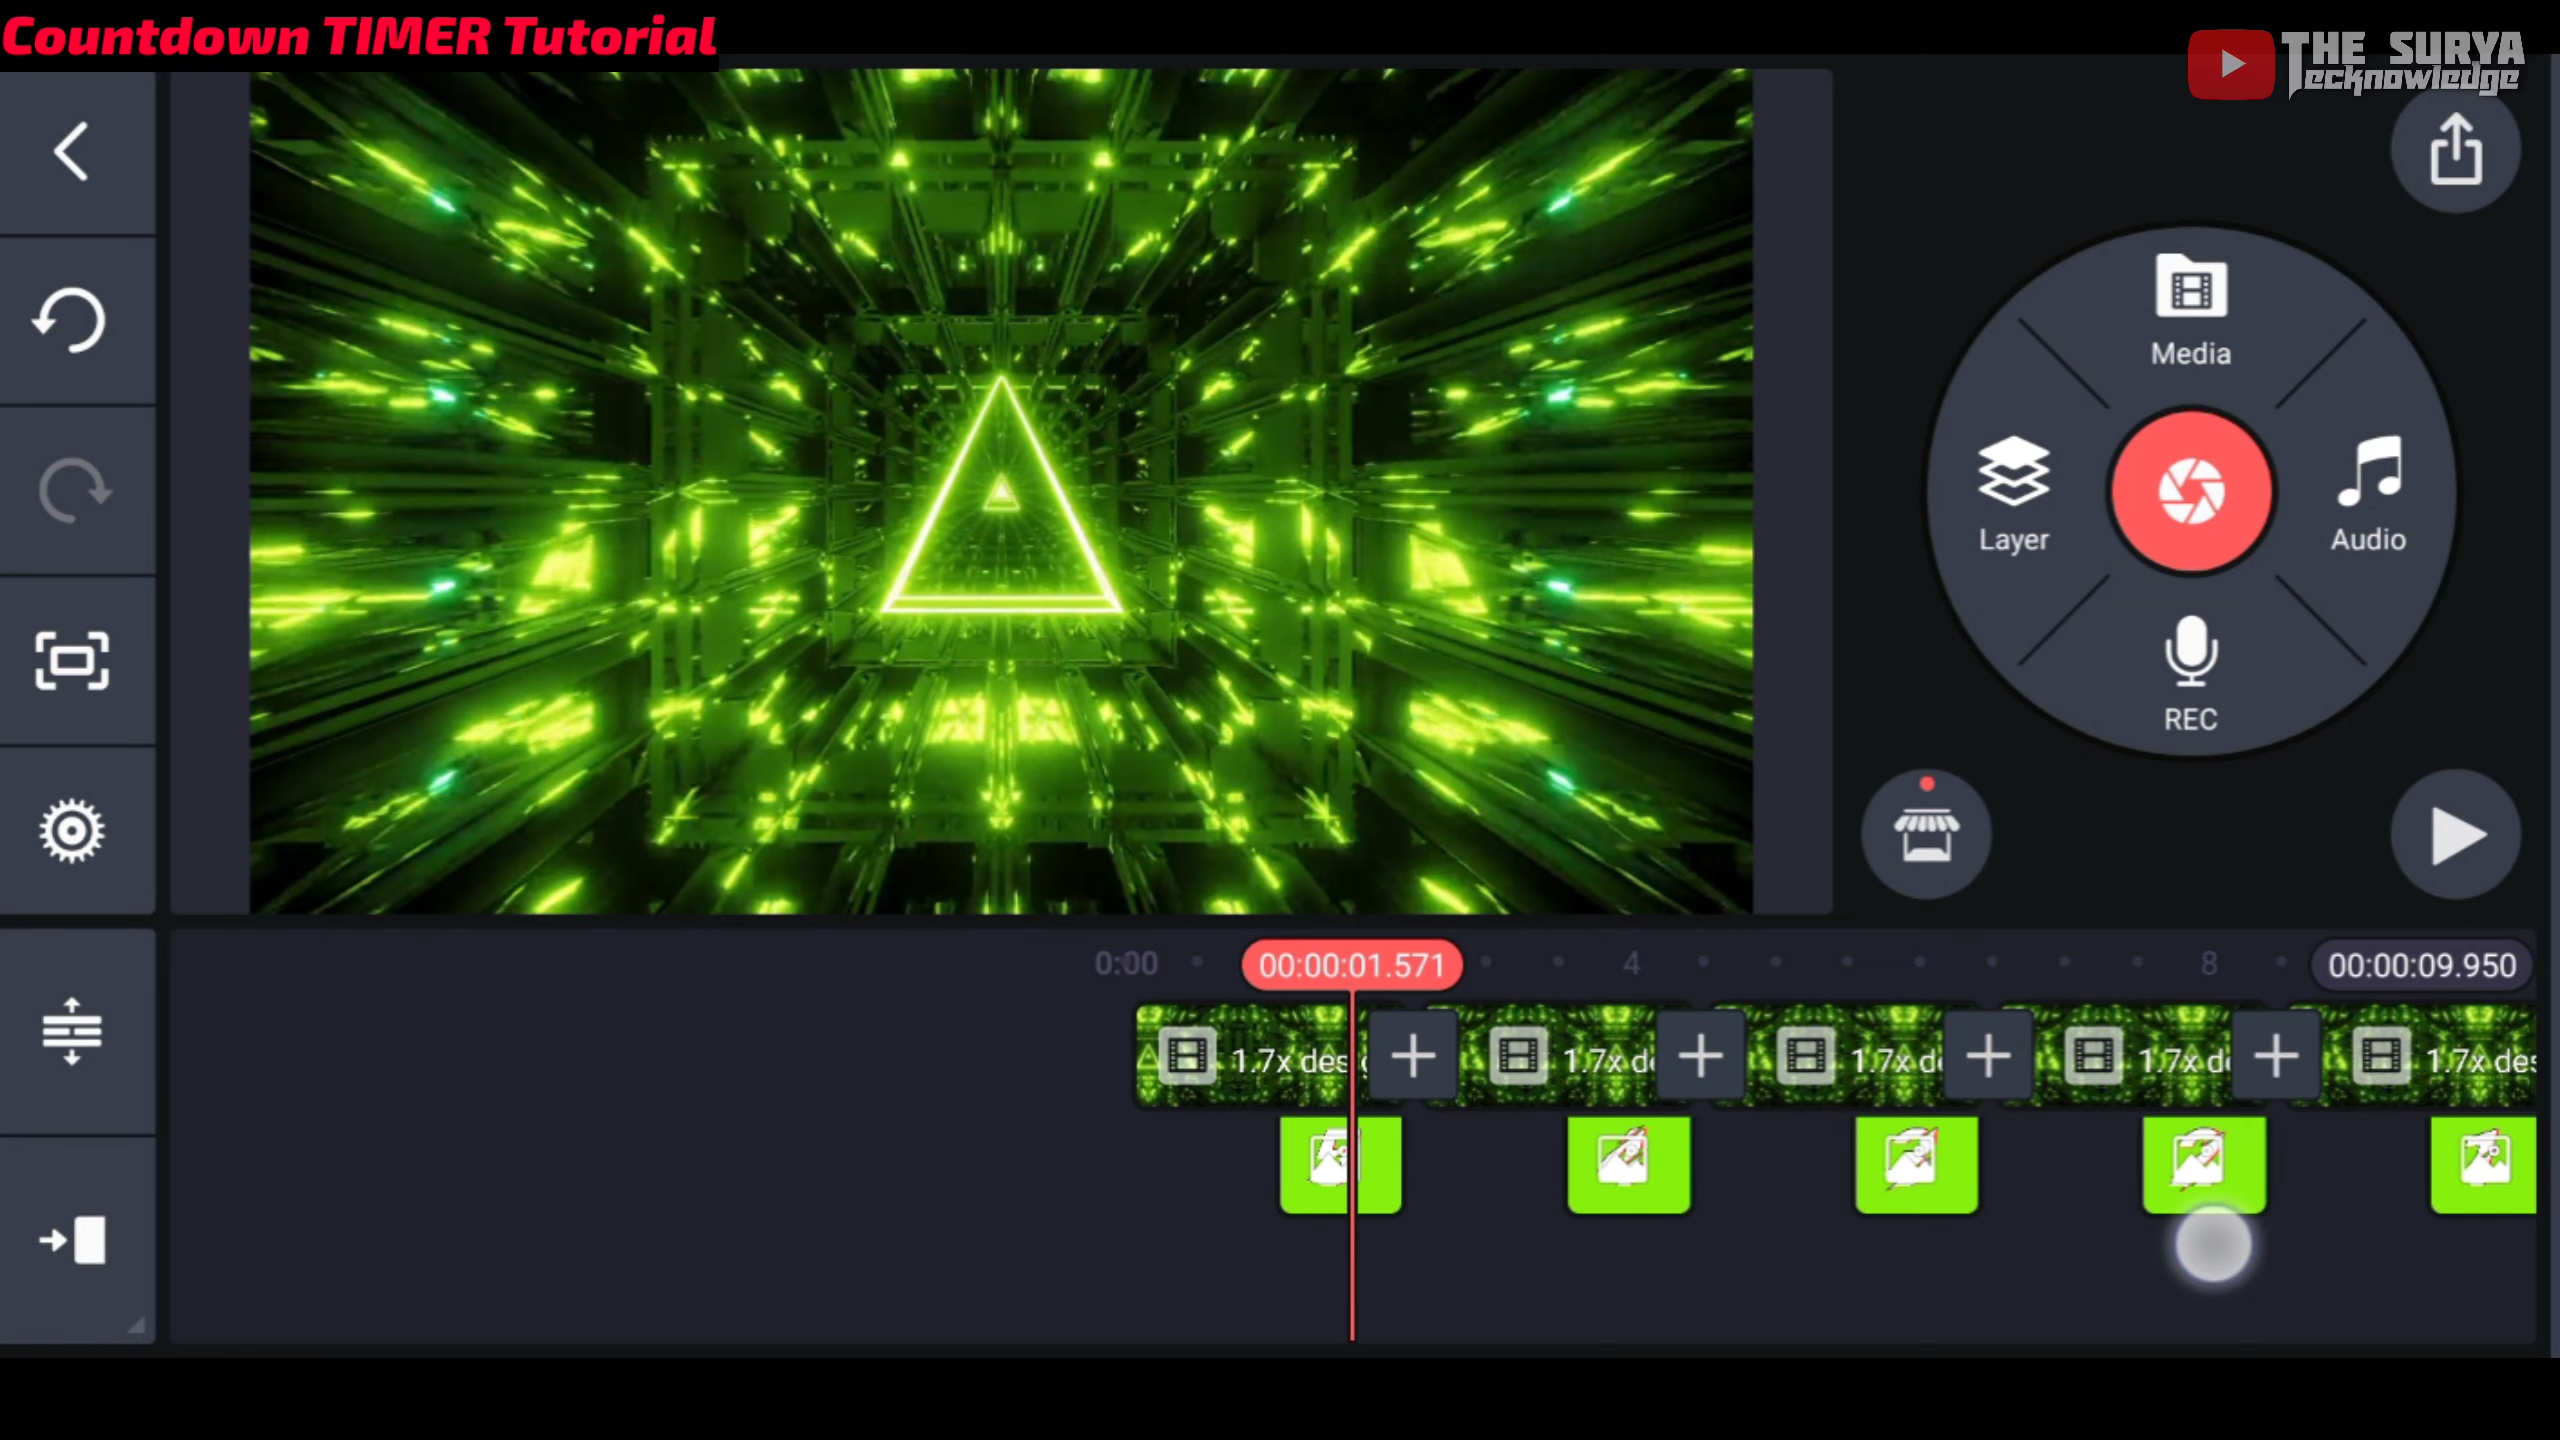 Countdown TIMER Tutorial
THE SURYA
Tecknowledge
Media
Layer
Audio
REC
0:00
00:00:01.571
4
8
00:00:09.950
1.7x des
1.7x d
1.7x d
1.7x d
1.7x des